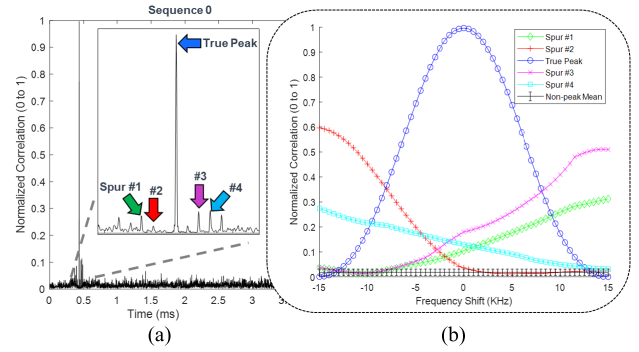 Sequence 0
Normalized Correlation (0 to 1)
1
0.9
0.8
0.7
0.6
0.5
0.4
0.3
0.2
0.1
0
True Peak
Spur #1
#2
#3
#4
0 0.5 1 1.5 2 2.5 3 3
Time (ms)
(a)
Normalized Correlation (0 to 1)
1
0.9
0.8
0.7
0.6
0.5
0.4
0.3
0.2
0.1
0
Spur #1
Spur #2
True Peak
Spur #3
Spur #4
Non-peak Mean
-15 -10 -5 0 5 10 15
Frequency Shift (KHz)
(b)